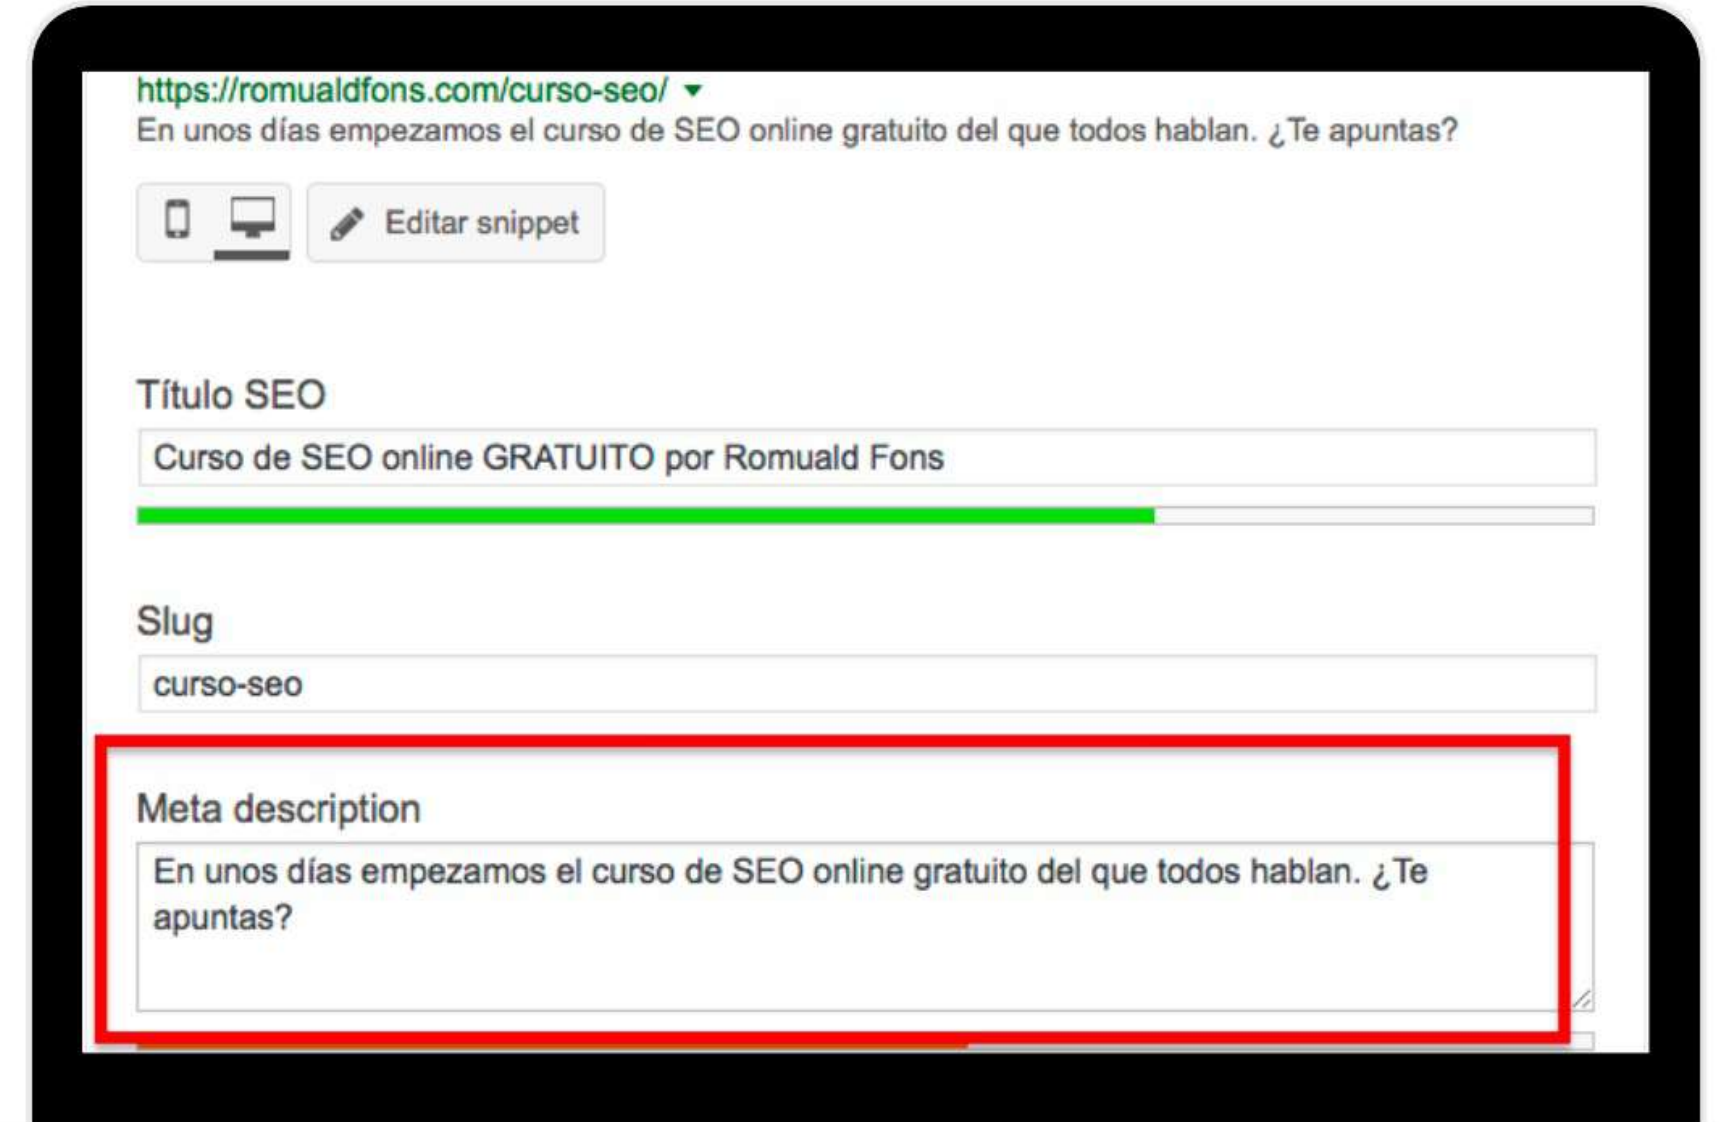 https://romualdfons.com/curso-seo/
En unos días empezamos el curso de SEO online gratuito del que todos hablan. ¿Te apuntas?
Editar snippet
Título SEO
Curso de SEO online GRATUITO por Romuald Fons
Slug
curso-seo
Meta description
En unos días empezamos el curso de SEO online gratuito del que todos hablan. ¿Te
apuntas?